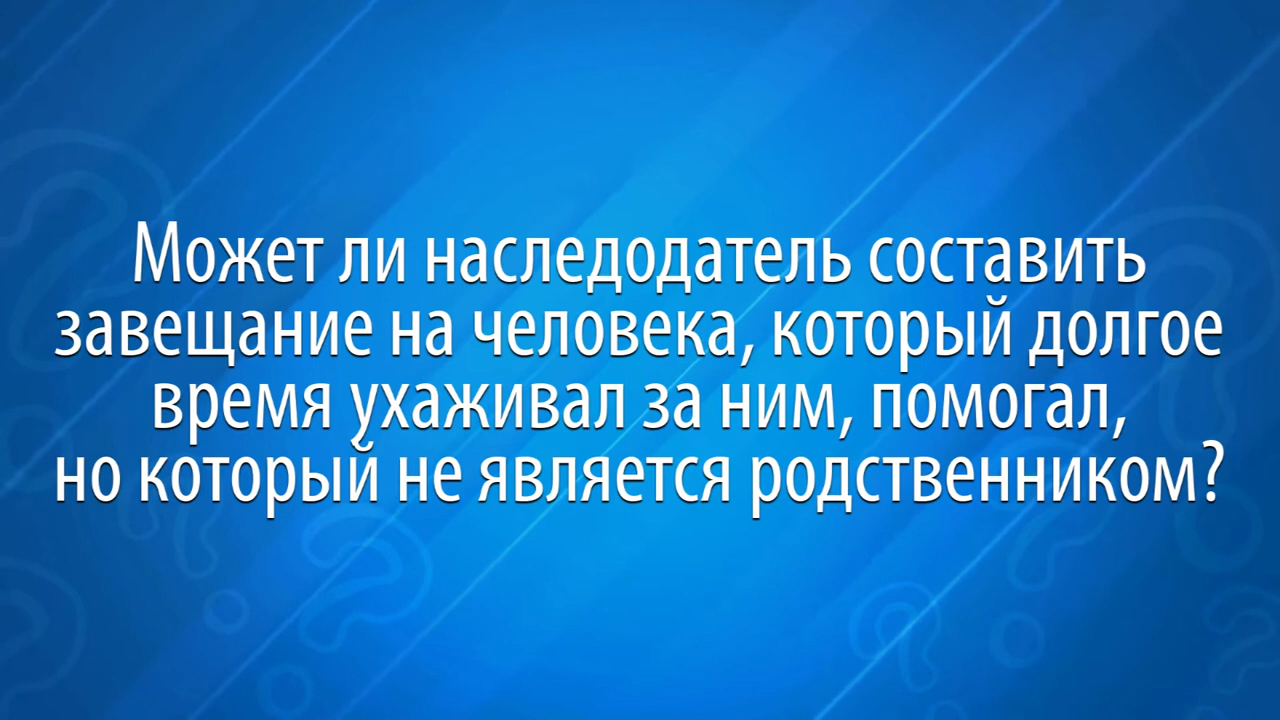 Может ли наследодатель составить
завещание на человека, который долгое
время ухаживал за ним, помогал,
но который не является родственником?